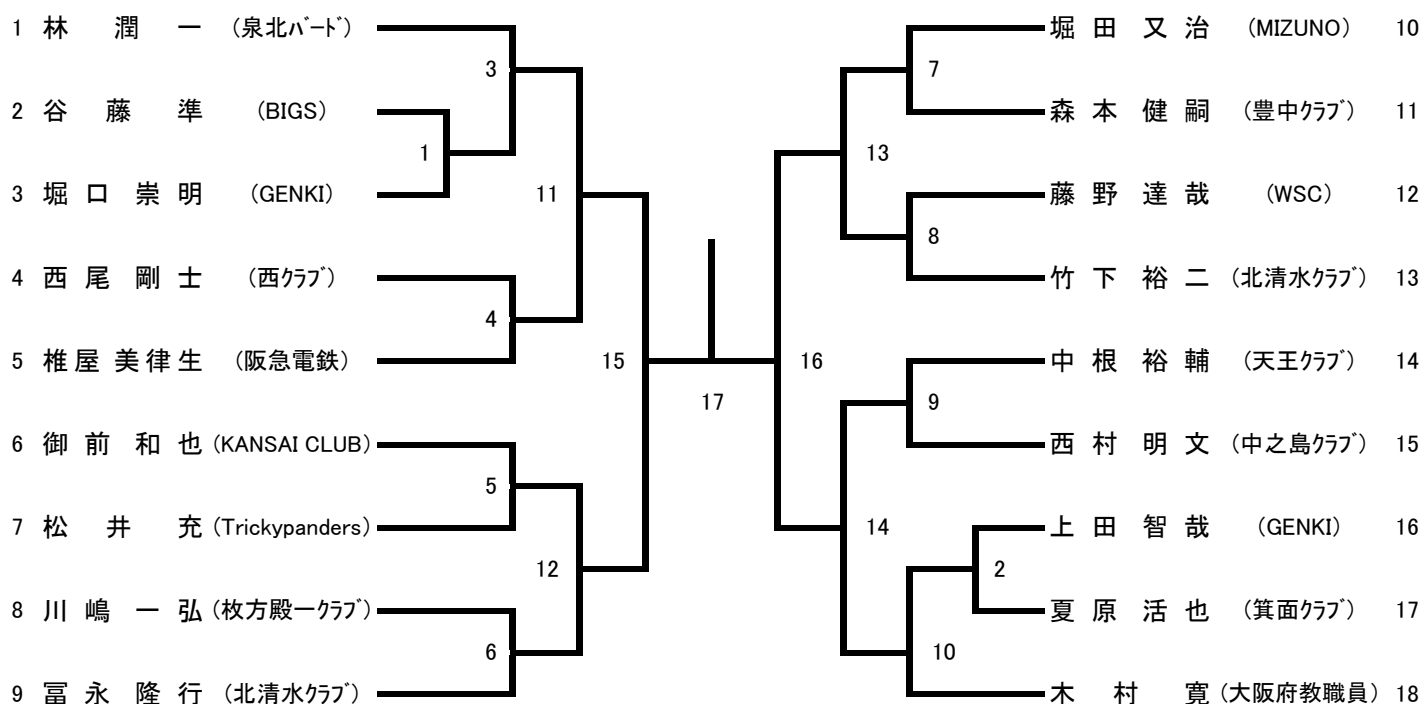 1 林 潤 一 (泉北ﾊﾞｰﾄﾞ)
3
2 谷 藤 準 (BIGS)
1
3 堀 口 崇 明 (GENKI)
11
4 西 尾 剛 士 (西ｸﾗﾌﾞ)
4
5 椎 屋 美 律 生 (阪急電鉄)
15
6 御 前 和 也 (KANSAI CLUB)
5
7 松 井 充 (Trickypanders)
12
8 川 嶋 一 弘 (枚方殿一ｸﾗﾌﾞ)
6
9 冨 永 隆 行 (北清水ｸﾗﾌﾞ)
17
堀 田 又 治 (MIZUNO) 10
7
森 本 健 嗣 (豊中ｸﾗﾌﾞ) 11
13
藤 野 達 哉 (WSC) 12
8
竹 下 裕 二 (北清水ｸﾗﾌﾞ) 13
16
中 根 裕 輔 (天王ｸﾗﾌﾞ) 14
9
西 村 明 文 (中之島ｸﾗﾌﾞ) 15
14
上 田 智 哉 (GENKI) 16
2
夏 原 活 也 (箕面ｸﾗﾌﾞ) 17
10
木 村 寛 (大阪府教職員) 18